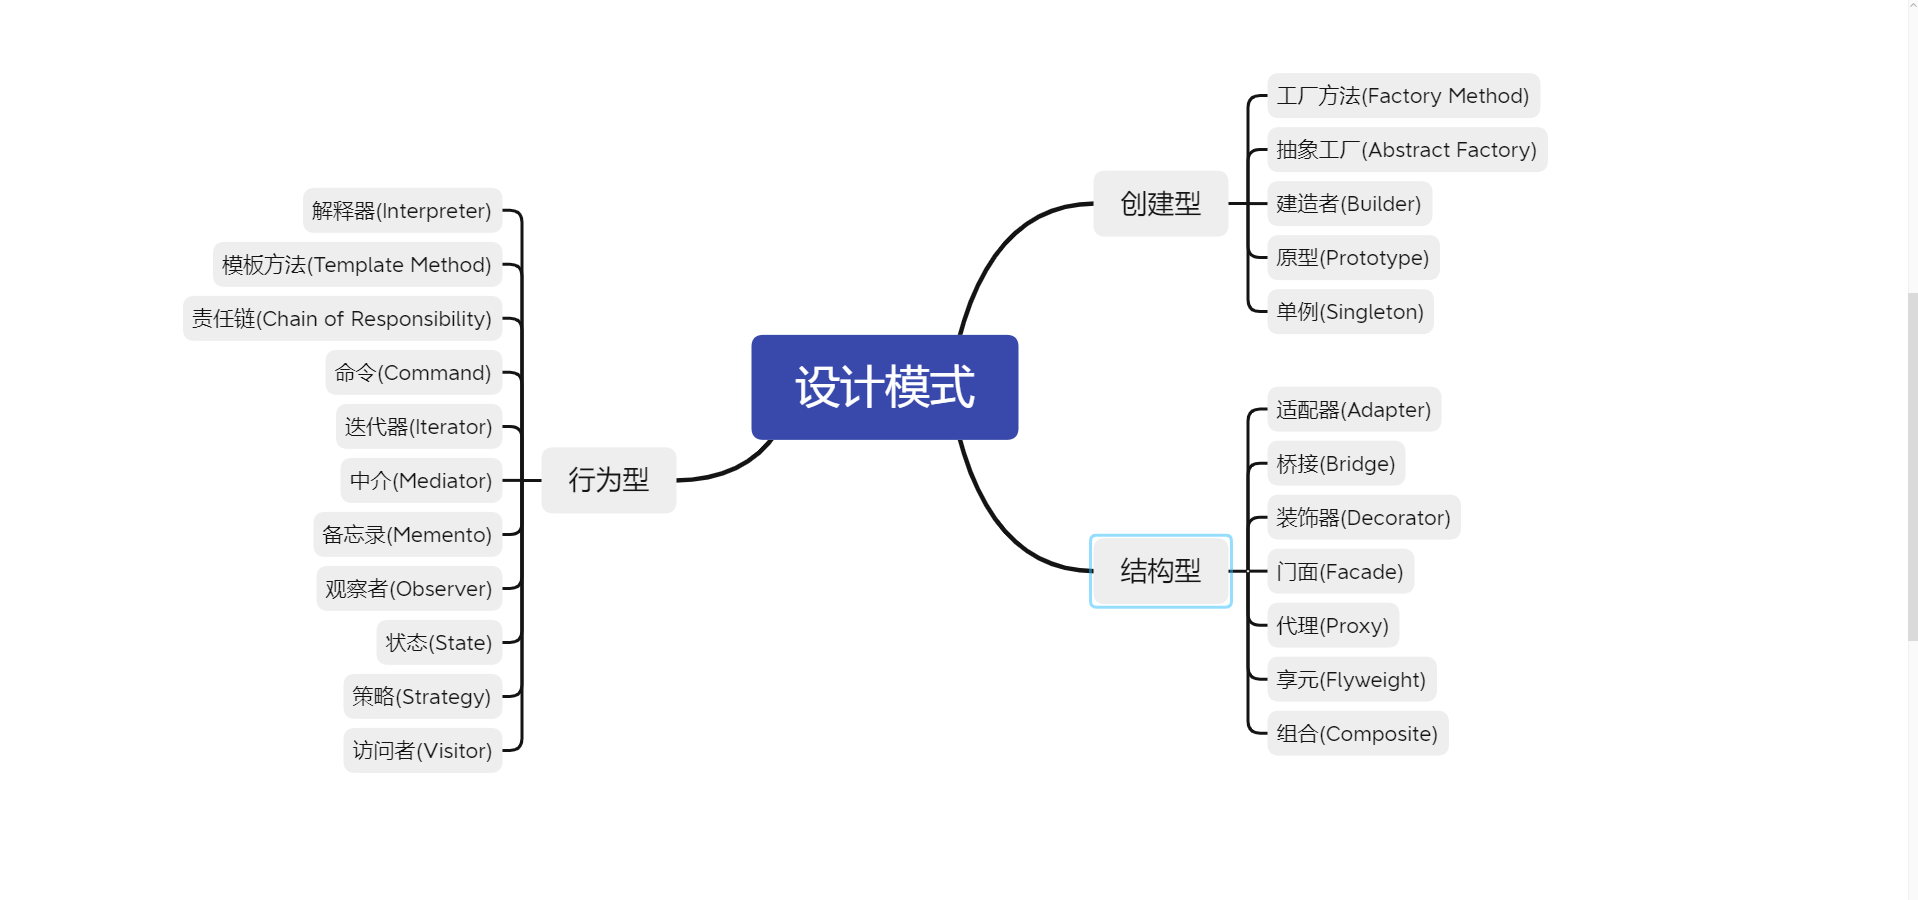 设计模式
创建型
工厂方法(Factory Method)
抽象工厂(Abstract Factory)
建造者(Builder)
原型(Prototype)
单例(Singleton)
结构型
适配器(Adapter)
桥接(Bridge)
装饰器(Decorator)
门面(Facade)
代理(Proxy)
享元(Flyweight)
组合(Composite)
行为型
解释器(Interpreter)
模板方法(Template Method)
责任链(Chain of Responsibility)
命令(Command)
迭代器(Iterator)
中介(Mediator)
备忘录(Memento)
观察者(Observer)
状态(State)
策略(Strategy)
访问者(Visitor)